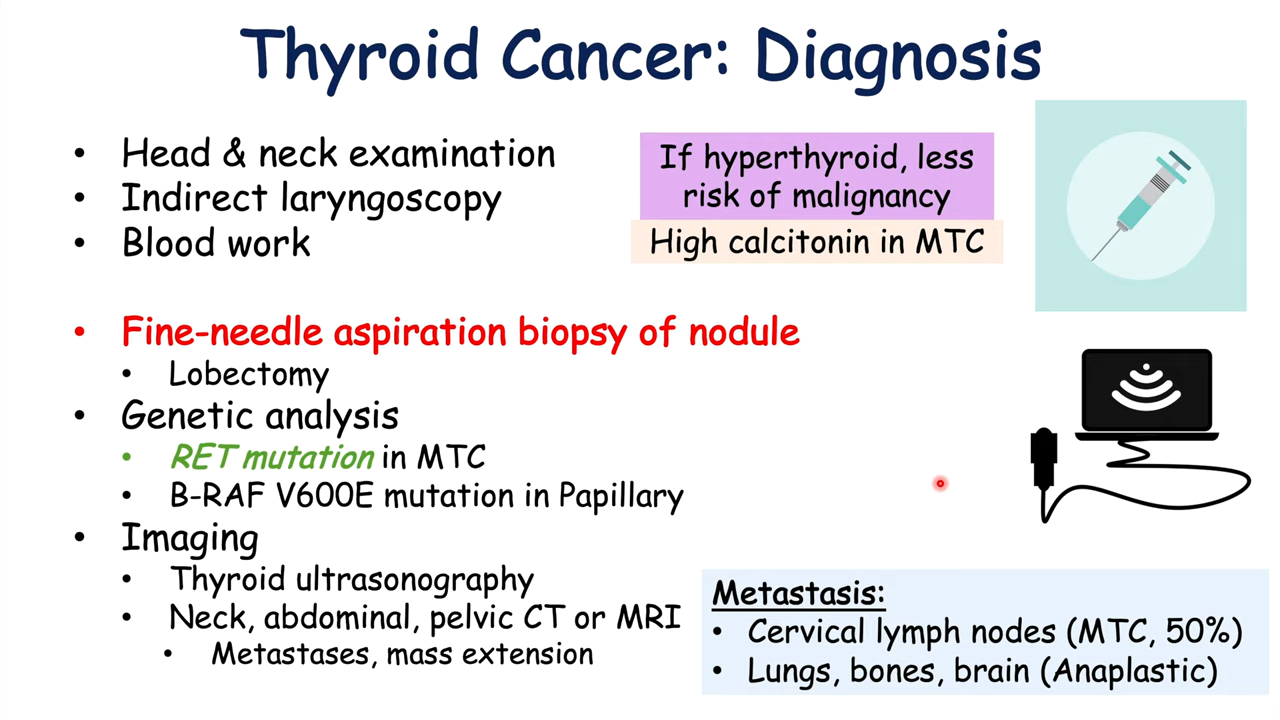 Thyroid Cancer: Diagnosis
• Head & neck examination
• Indirect laryngoscopy
• Blood work
If hyperthyroid, less
risk of malignancy
High calcitonin in MTC
• Fine-needle aspiration biopsy of nodule
• Lobectomy
• Genetic analysis
• RET mutation in MTC
• B-RAF V600E mutation in Papillary
• Imaging
• Thyroid ultrasonography
• Neck, abdominal, pelvic CT or MRI
• Metastases, mass extension
Metastasis:
• Cervical lymph nodes (MTC, 50%)
• Lungs, bones, brain (Anaplastic)